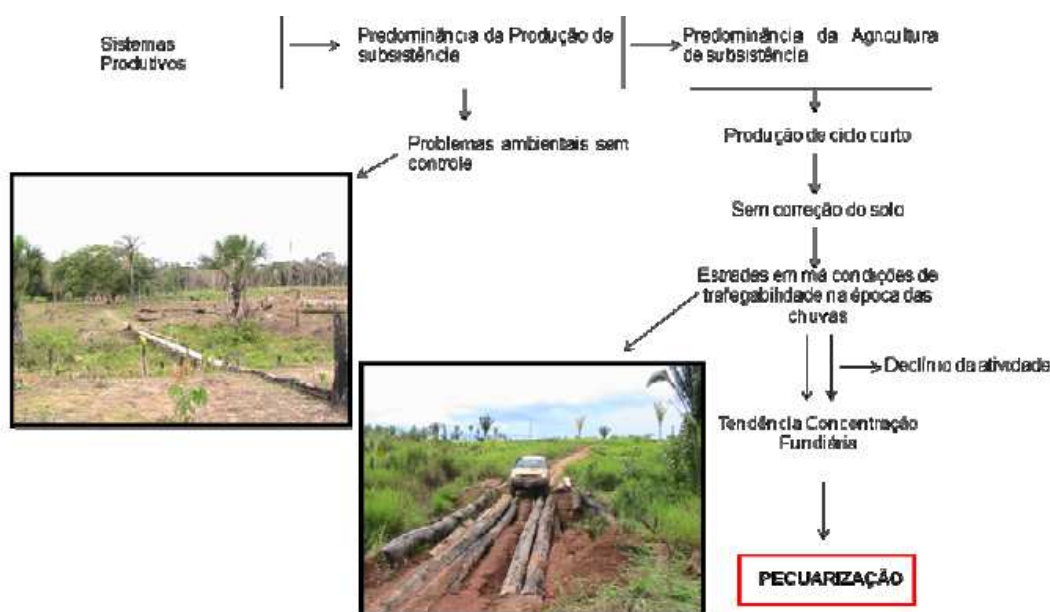 Sistemas
Produtivos
Predominância da Produção de
subsistência
Predominância da Agricultura
de subsistência
Problemas ambientais sem
controle
Produção de ciclo curto
Sem correção do solo
Estradas em má condições de
trafegabilidade na época das
chuvas
Declínio da atividade
Tendência Concentração
Fundiária
PECUARIZAÇÃO